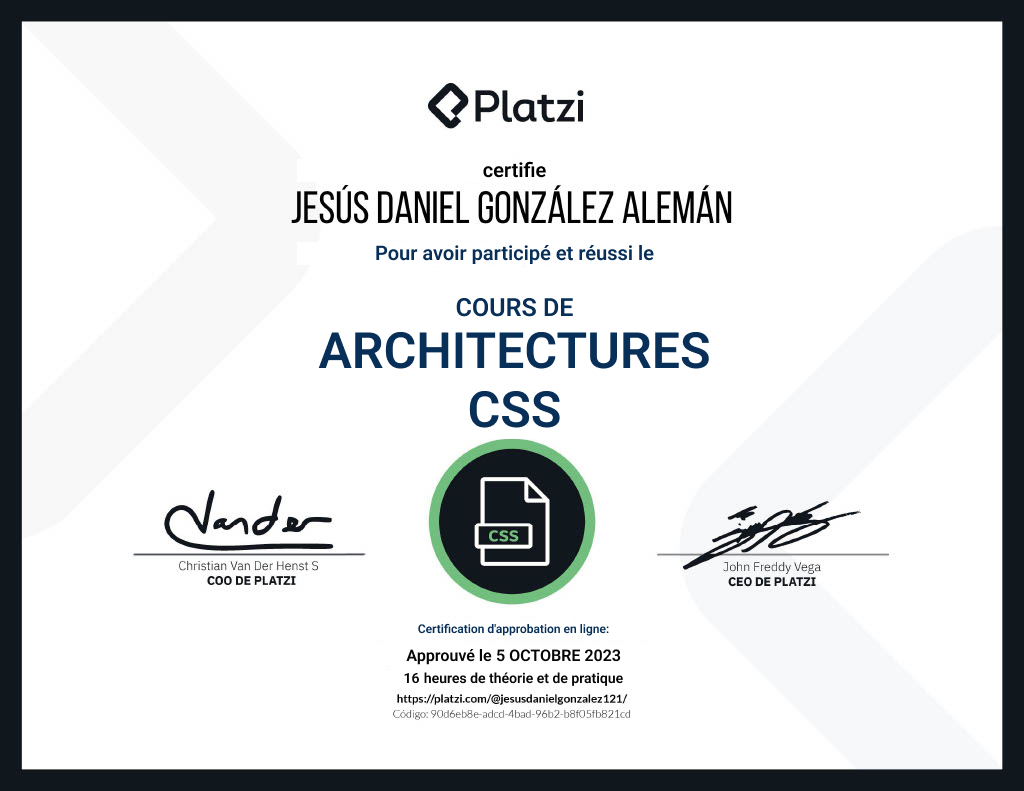 Platzi
certifie
JESÚS DANIEL GONZÁLEZ ALEMÁN
Pour avoir participé et réussi le
COURS DE
ARCHITECTURES
CSS
CSS
Vander
Christian Van Der Henst S
COO DE PLATZI
John Freddy Vega
CEO DE PLATZI
Certification d'approbation en ligne:
Approuvé le 5 OCTOBRE 2023
16 heures de théorie et de pratique
https://platzi.com/@jesusdanielgonzalez121/
Código: 90d6eb8e-adcd-4bad-96b2-b8f05fb821cd